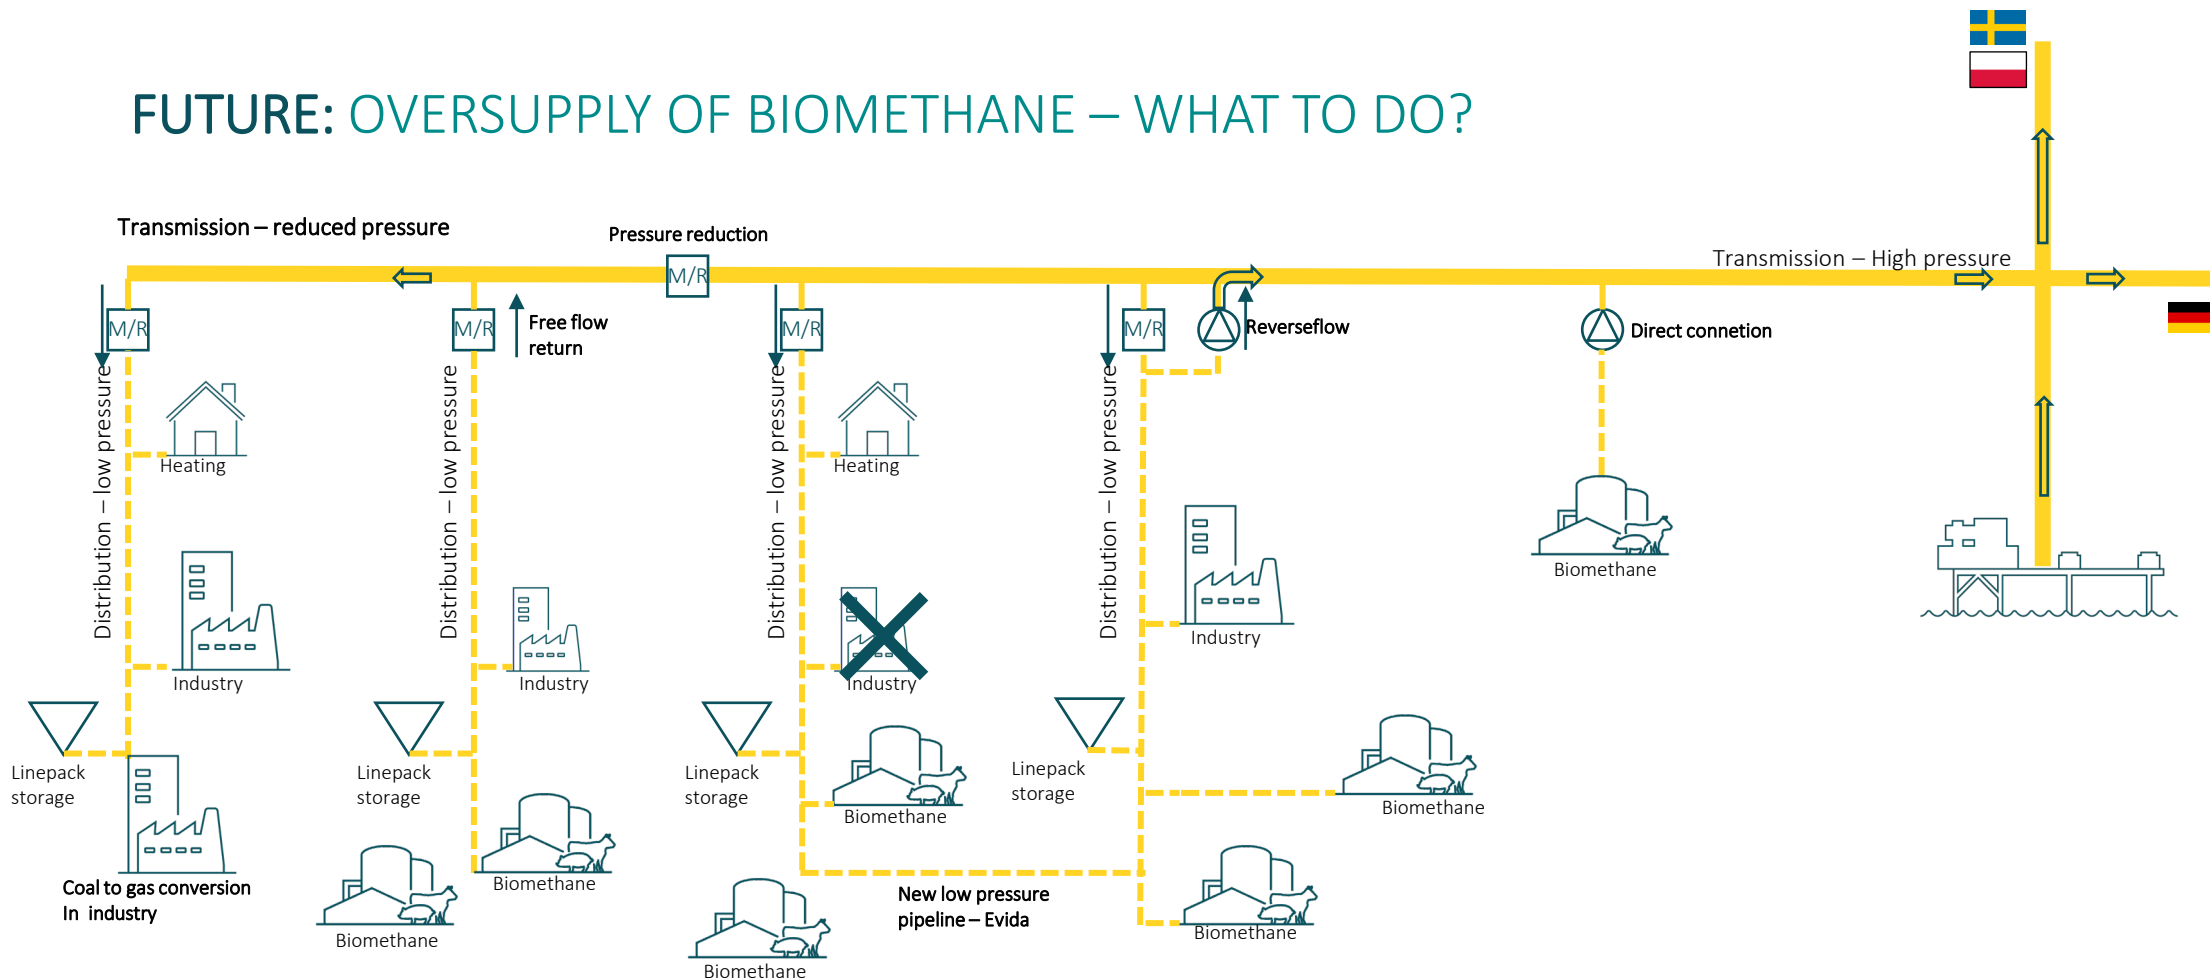 FUTURE: OVERSUPPLY OF BIOMETHANE – WHAT TO DO?
Transmission – reduced pressure
Pressure reduction
Transmission – High pressure
M/R
M/R
M/R
M/R
M/R
Free flow
return
Reverseflow
Direct connetion
Distribution – low pressure
Distribution – low pressure
Distribution – low pressure
Distribution – low pressure
Heating
Heating
Biomethane
Industry
Industry
Industry
Industry
Linepack
storage
Linepack
storage
Linepack
storage
Linepack
storage
Biomethane
Biomethane
Coal to gas conversion
In industry
Biomethane
Biomethane
New low pressure
pipeline – Evida
Biomethane
Biomethane